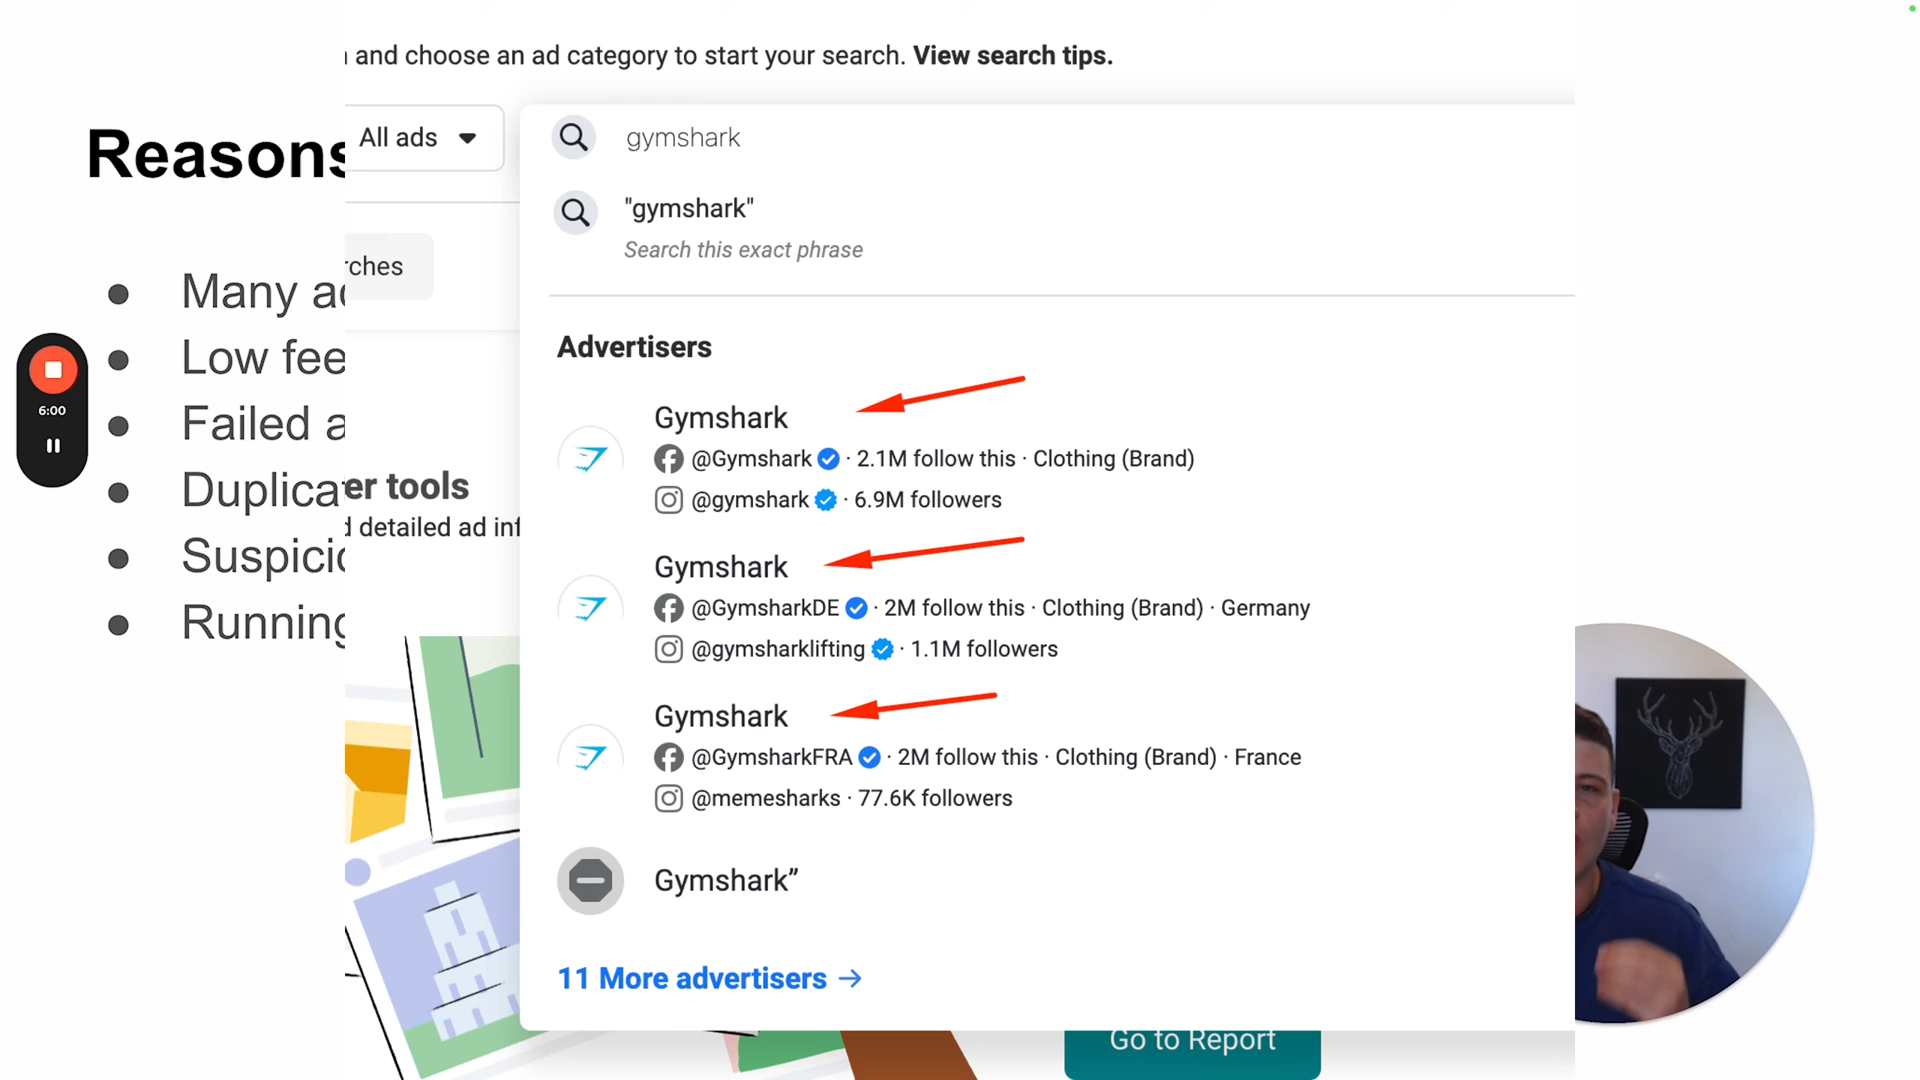 and choose an ad category to start your search. View search tips.
Reasons
All ads
gymshark
"gymshark"
Search this exact phrase
rches
Many ad
Low fee
Failed a
Duplica
Suspicio
Running
6:00
er tools
d detailed ad inf
Advertisers
Gymshark
@Gymshark · 2.1M follow this · Clothing (Brand)
@gymshark · 6.9M followers
Gymshark
@GymsharkDE · 2M follow this · Clothing (Brand) · Germany
@gymsharklifting · 1.1M followers
Gymshark
@GymsharkFRA · 2M follow this · Clothing (Brand) · France
@memesharks · 77.6K followers
Gymshark”
11 More advertisers →
Go to Report